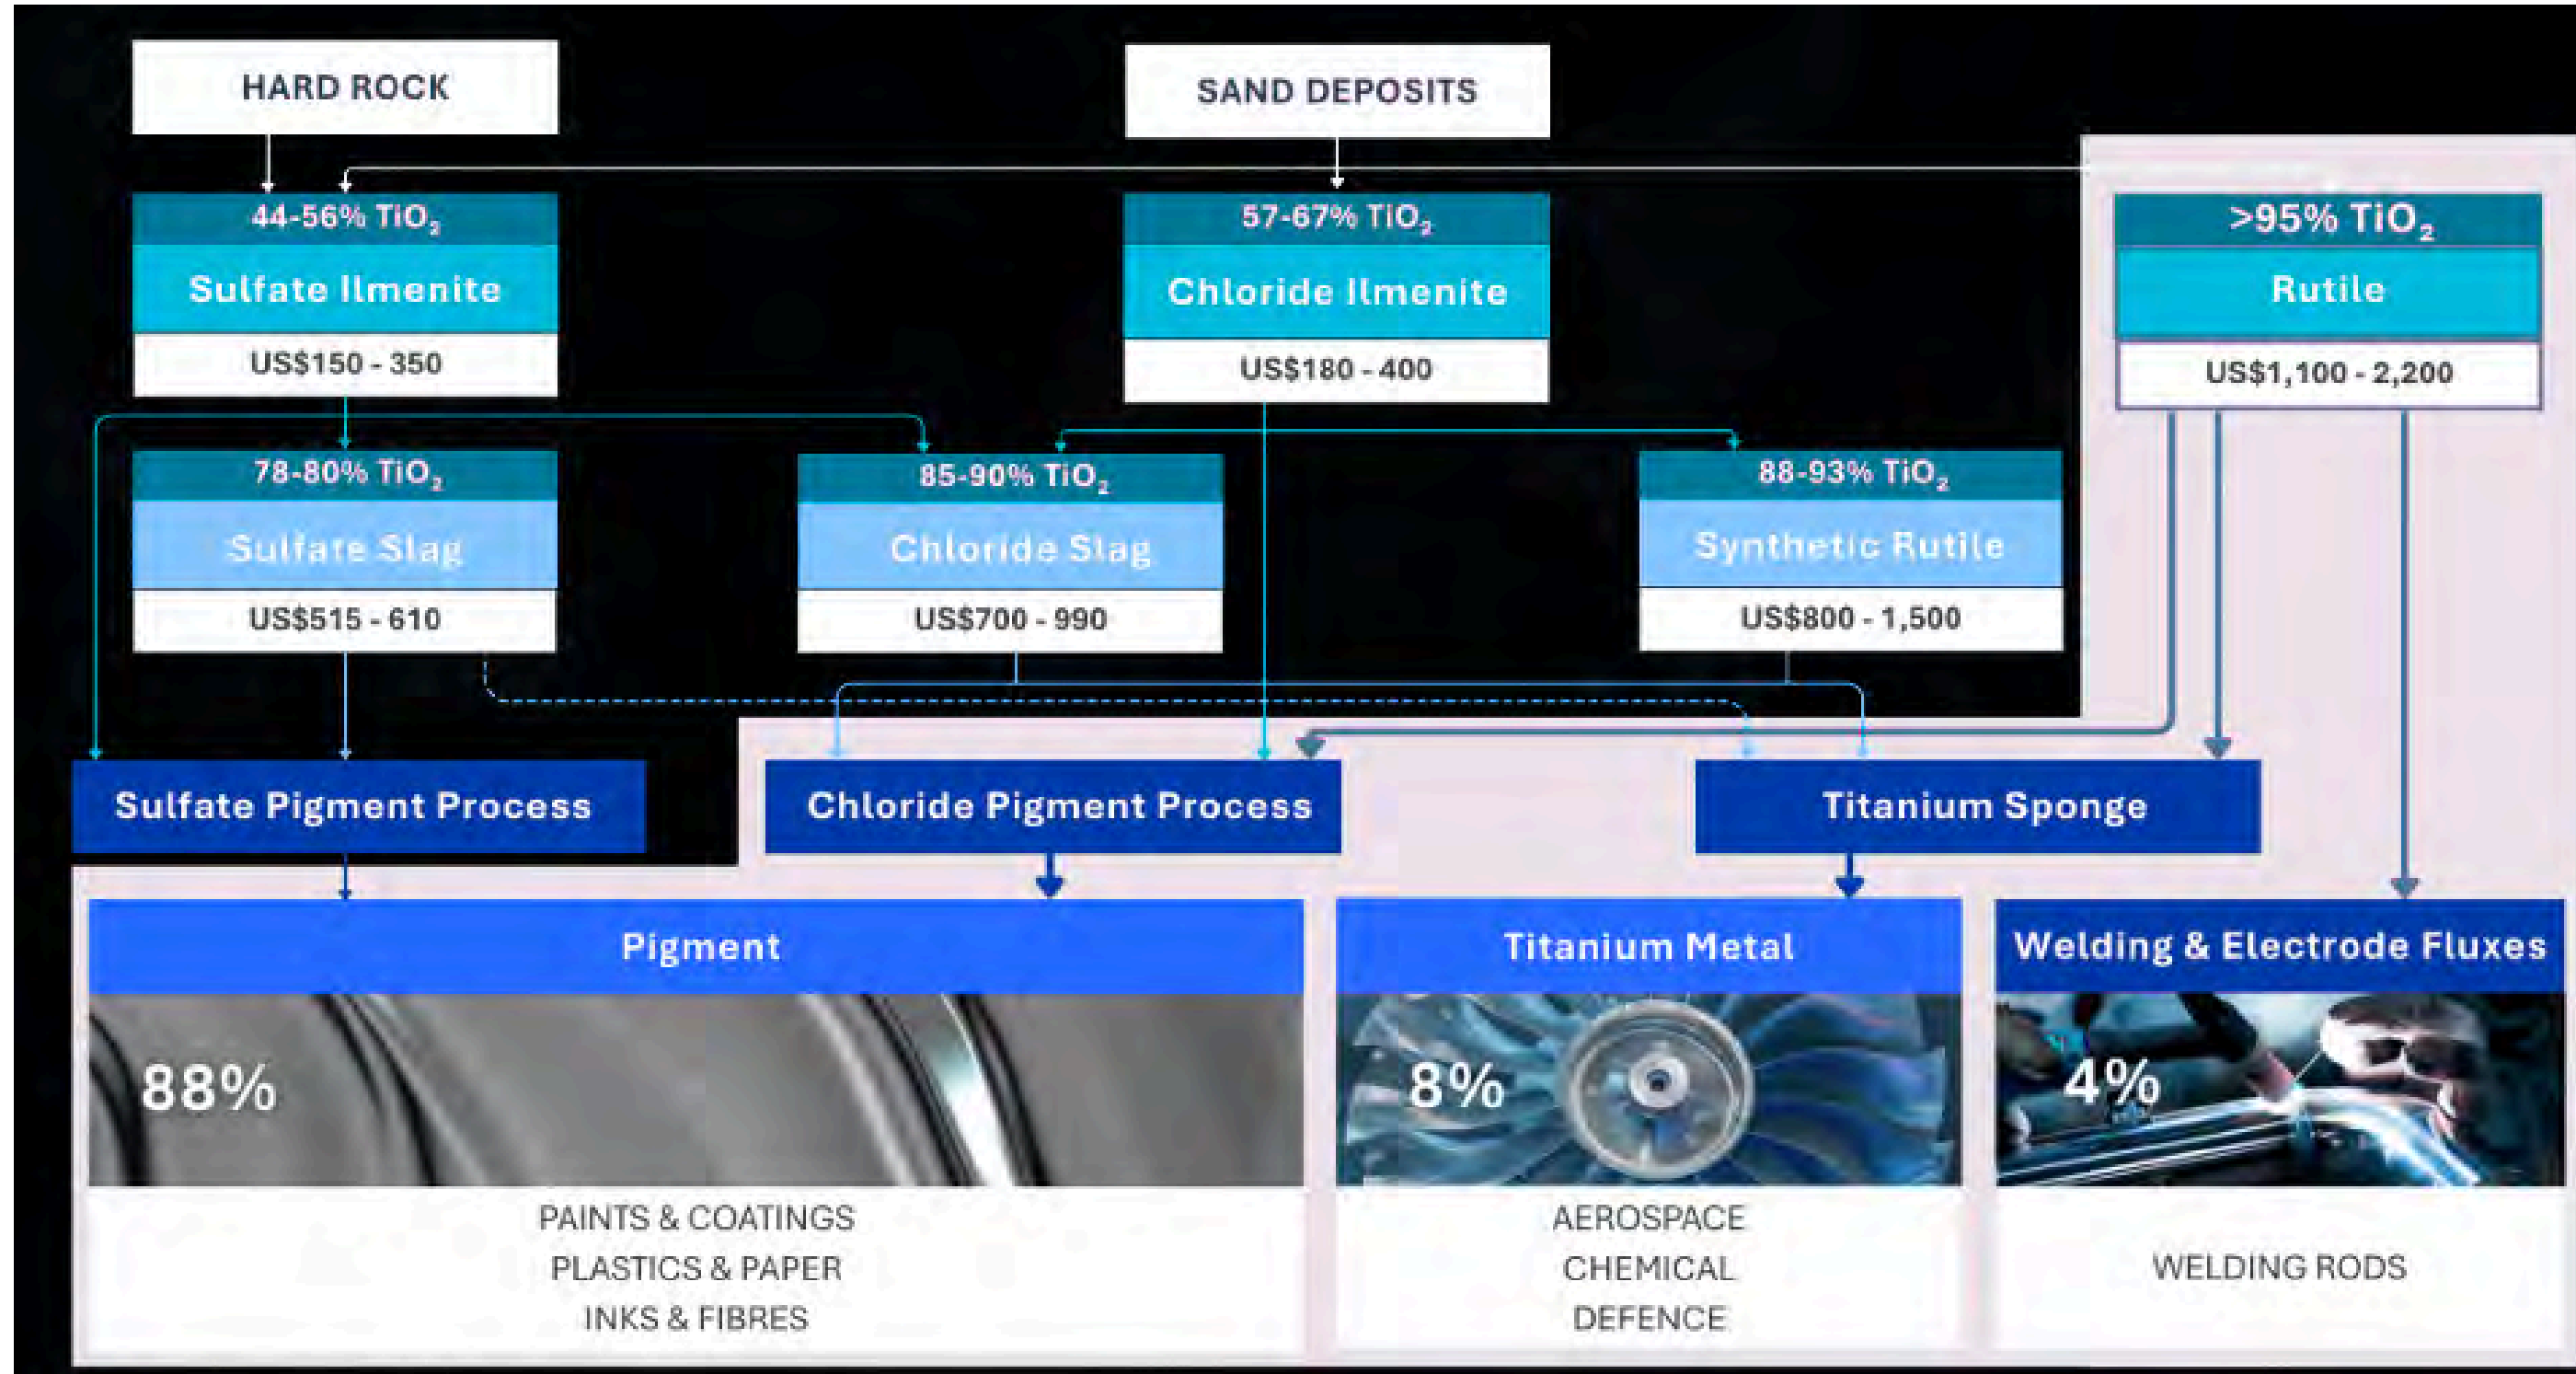 HARD ROCK
SAND DEPOSITS
44-56% TiO₂
Sulfate Ilmenite
US$150 - 350
57-67% TiO₂
Chloride Ilmenite
US$180 - 400
>95% TiO₂
Rutile
US$1,100 - 2,200
78-80% TiO₂
Sulfate Slag
US$515 - 610
85-90% TiO₂
Chloride Slag
US$700 - 990
88-93% TiO₂
Synthetic Rutile
US$800 - 1,500
Sulfate Pigment Process
Chloride Pigment Process
Titanium Sponge
Pigment
88%
PAINTS & COATINGS
PLASTICS & PAPER
INKS & FIBRES
Titanium Metal
8%
AEROSPACE
CHEMICAL
DEFENCE
Welding & Electrode Fluxes
4%
WELDING RODS